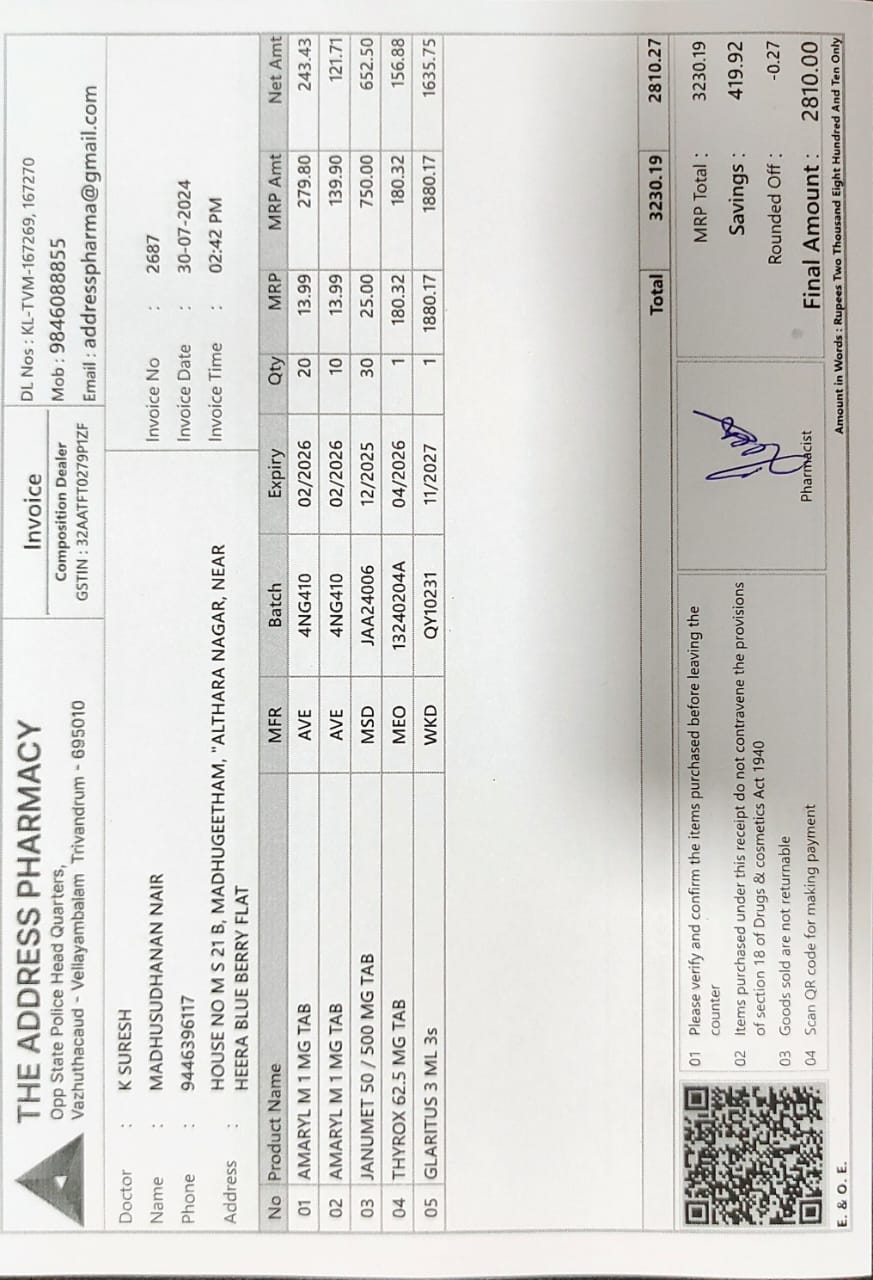 THE ADDRESS PHARMACY
Opp State Police Head Quarters,
Vazhuthacaud - Vellayambalam Trivandrum - 695010
Invoice
Composition Dealer
GSTIN : 32AATFT0279P1ZF
DL Nos : KL-TVM-167269, 167270
Mob : 9846088855
Email : addresspharma@gmail.com
Doctor : K SURESH
Name : MADHUSUDHANAN NAIR
Phone : 9446396117
Address : HOUSE NO M S 21 B, MADHUGEETHAM, "ALTHARA NAGAR, NEAR
HEERA BLUE BERRY FLAT
Invoice No : 2687
Invoice Date : 30-07-2024
Invoice Time : 02:42 PM
No Product Name MFR Batch Expiry Qty MRP MRP Amt Net Amt
01 AMARYL M 1 MG TAB AVE 4NG410 02/2026 20 13.99 279.80 243.43
02 AMARYL M 1 MG TAB AVE 4NG410 02/2026 10 13.99 139.90 121.71
03 JANUMET 50 / 500 MG TAB MSD JAA24006 12/2025 30 25.00 750.00 652.50
04 THYROX 62.5 MG TAB MEO 13240204A 04/2026 1 180.32 180.32 156.88
05 GLARITUS 3 ML 3s WKD QY10231 11/2027 1 1880.17 1880.17 1635.75
Total 3230.19 2810.27
01 Please verify and confirm the items purchased before leaving the
counter
02 Items purchased under this receipt do not contravene the provisions
of section 18 of Drugs & cosmetics Act 1940
03 Goods sold are not returnable
04 Scan QR code for making payment
Pharmacist
MRP Total : 3230.19
Savings : 419.92
Rounded Off : -0.27
Final Amount : 2810.00
E. & O. E.
Amount in Words : Rupees Two Thousand Eight Hundred And Ten Only